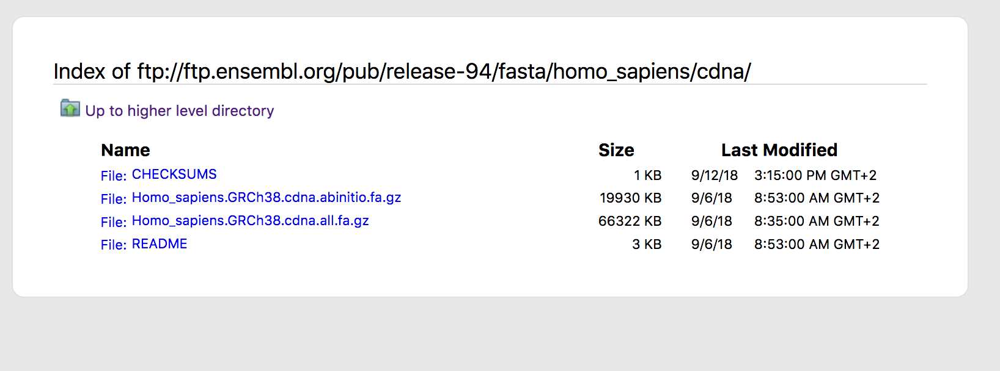 Index of ftp://ftp.ensembl.org/pub/release-94/fasta/homo_sapiens/cdna/
Up to higher level directory
Name Size Last Modified
File: CHECKSUMS 1 KB 9/12/18 3:15:00 PM GMT+2
File: Homo_sapiens.GRCh38.cdna.abinitio.fa.gz 19930 KB 9/6/18 8:53:00 AM GMT+2
File: Homo_sapiens.GRCh38.cdna.all.fa.gz 66322 KB 9/6/18 8:35:00 AM GMT+2
File: README 3 KB 9/6/18 8:53:00 AM GMT+2